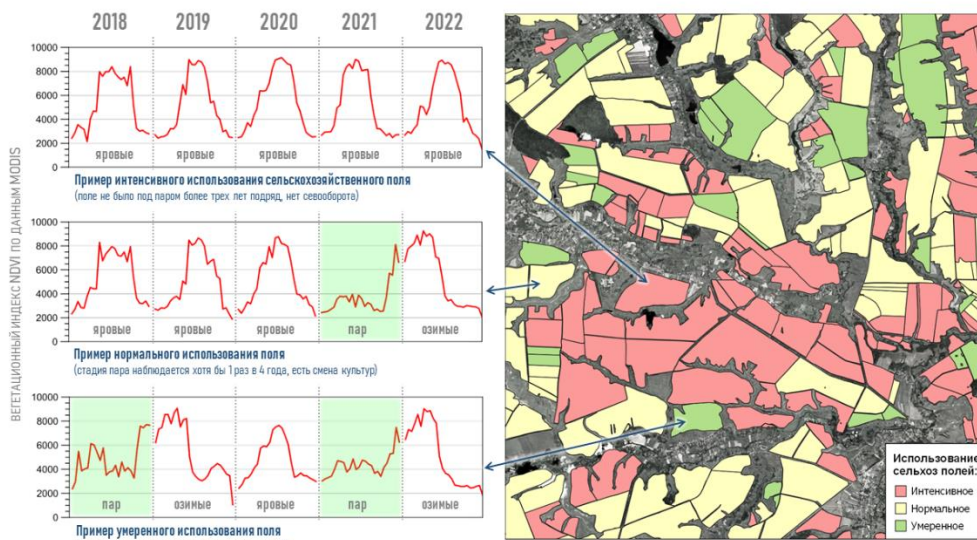 2018 2019 2020 2021 2022
ВЕГЕТАЦИОННЫЙ ИНДЕКС NDVI ПО ДАННЫМ MODIS
10000
8000
6000
4000
2000
0
яровые яровые яровые яровые яровые
Пример интенсивного использования сельскохозяйственного поля
(поле не было под паром более трех лет подряд, нет севооборота)
10000
8000
6000
4000
2000
0
яровые яровые яровые пар озимые
Пример нормального использования поля
(стадия пара наблюдается хотя бы 1 раз в 4 года, есть смена культур)
10000
8000
6000
4000
2000
0
пар озимые яровые пар озимые
Пример умеренного использования поля
Использование
сельхоз полей:
Интенсивное
Нормальное
Умеренное